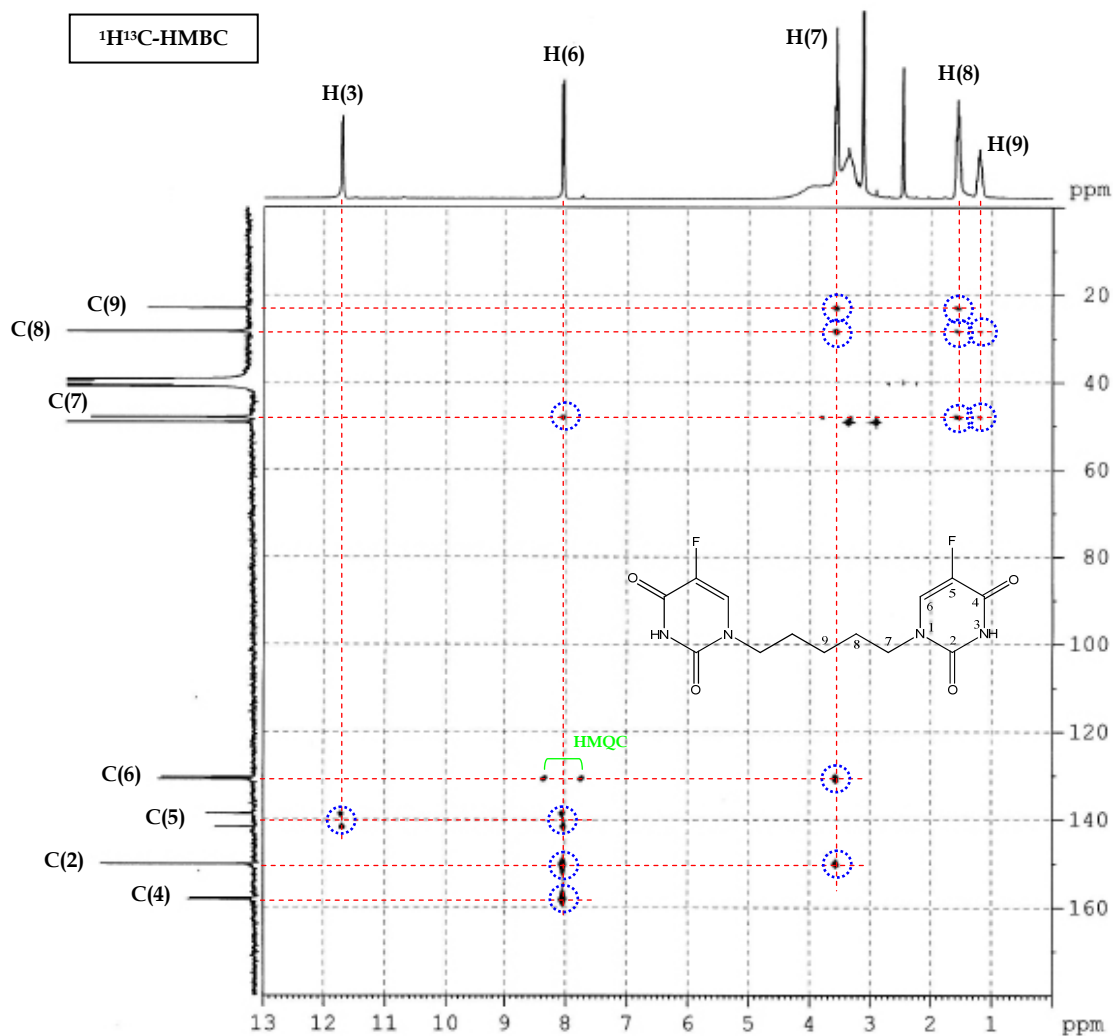 ¹H¹³C-HMBC
H(3)
H(6)
H(7)
H(8)
H(9)
ppm
C(9)
C(8)
C(7)
C(6)
C(5)
C(2)
C(4)
20
40
60
80
100
120
140
160
HMQC
F
O
HN
N
O
9
8
7
F
5
O
6
4
1
N
3
NH
2
O
13 12 11 10 9 8 7 6 5 4 3 2 1 ppm